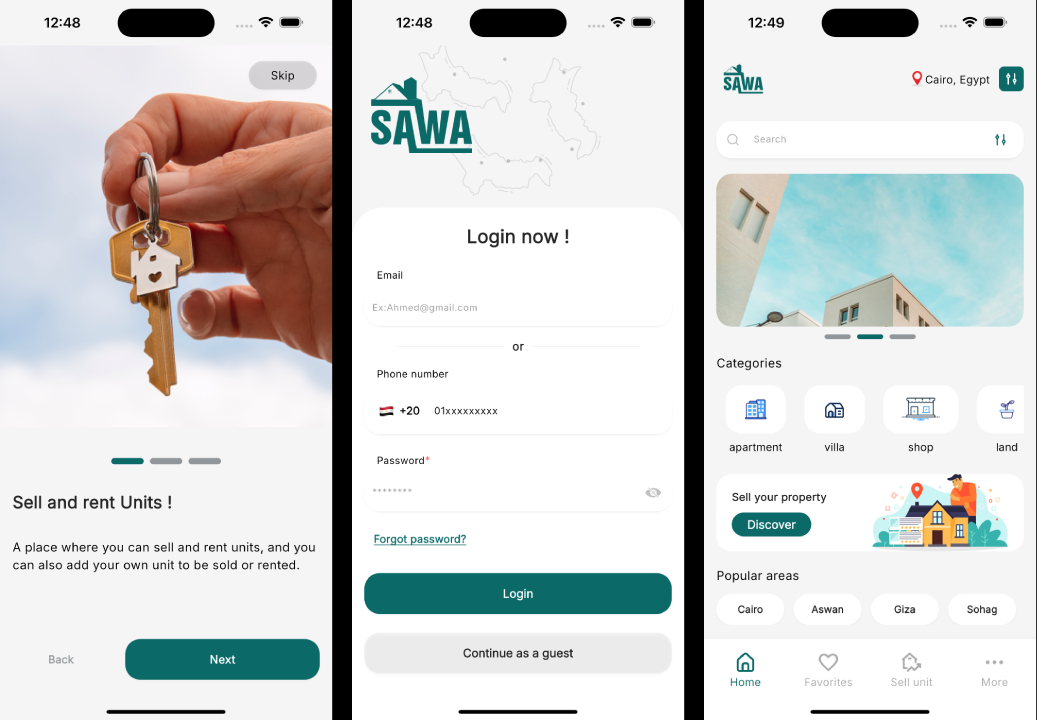 12:48
Skip
Sell and rent Units !
A place where you can sell and rent units, and you
can also add your own unit to be sold or rented.
Back
Next
12:48
SAWA
Login now !
Email
Ex:Ahmed@gmail.com
or
Phone number
+20 01xxxxxxxxx
Password*
********
Forgot password?
Login
Continue as a guest
12:49
SAWA
Cairo, Egypt
Search
Categories
apartment villa shop land
Sell your property
Discover
Popular areas
Cairo Aswan Giza Sohag
Home Favorites Sell unit More